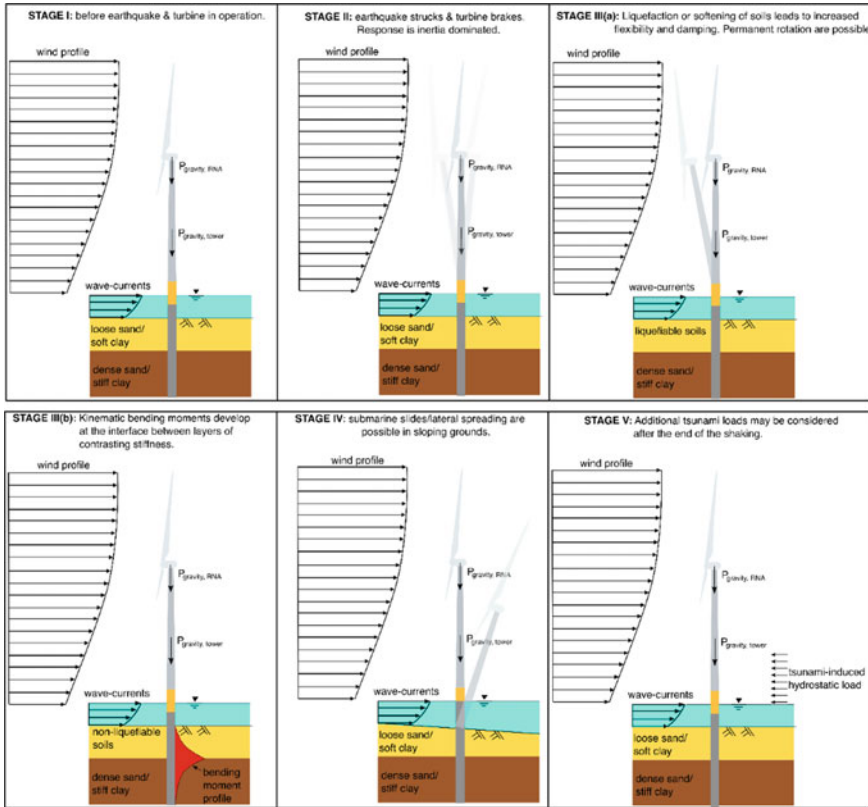 STAGE I: before earthquake & turbine in operation.
wind profile
Pgravity, RNA
Pgravity, tower
wave-currents
loose sand/
soft clay
dense sand/
stiff clay
STAGE II: earthquake strucks & turbine brakes.
Response is inertia dominated.
wind profile
Pgravity, RNA
Pgravity, tower
wave-currents
loose sand/
soft clay
dense sand/
stiff clay
STAGE III(a): Liquefaction or softening of soils leads to increased
flexibility and damping. Permanent rotation are possible
wind profile
Pgravity, RNA
Pgravity, tower
wave-currents
liquefiable soils
dense sand/
stiff clay
STAGE III(b): Kinematic bending moments develop
at the interface between layers of
contrasting stiffness.
wind profile
Pgravity, RNA
Pgravity, tower
wave-currents
non-liquefiable
soils
dense sand/
stiff clay
bending
moment
profile
STAGE IV: submarine slides/lateral spreading are
possible in sloping grounds.
wind profile
Pgravity, RNA
Pgravity, tower
wave-currents
loose sand/
soft clay
dense sand/
stiff clay
STAGE V: Additional tsunami loads may be considered
after the end of the shaking.
wind profile
Pgravity, RNA
Pgravity, tower
tsunami-induced
hydrostatic load
wave-currents
loose sand/
soft clay
dense sand/
stiff clay